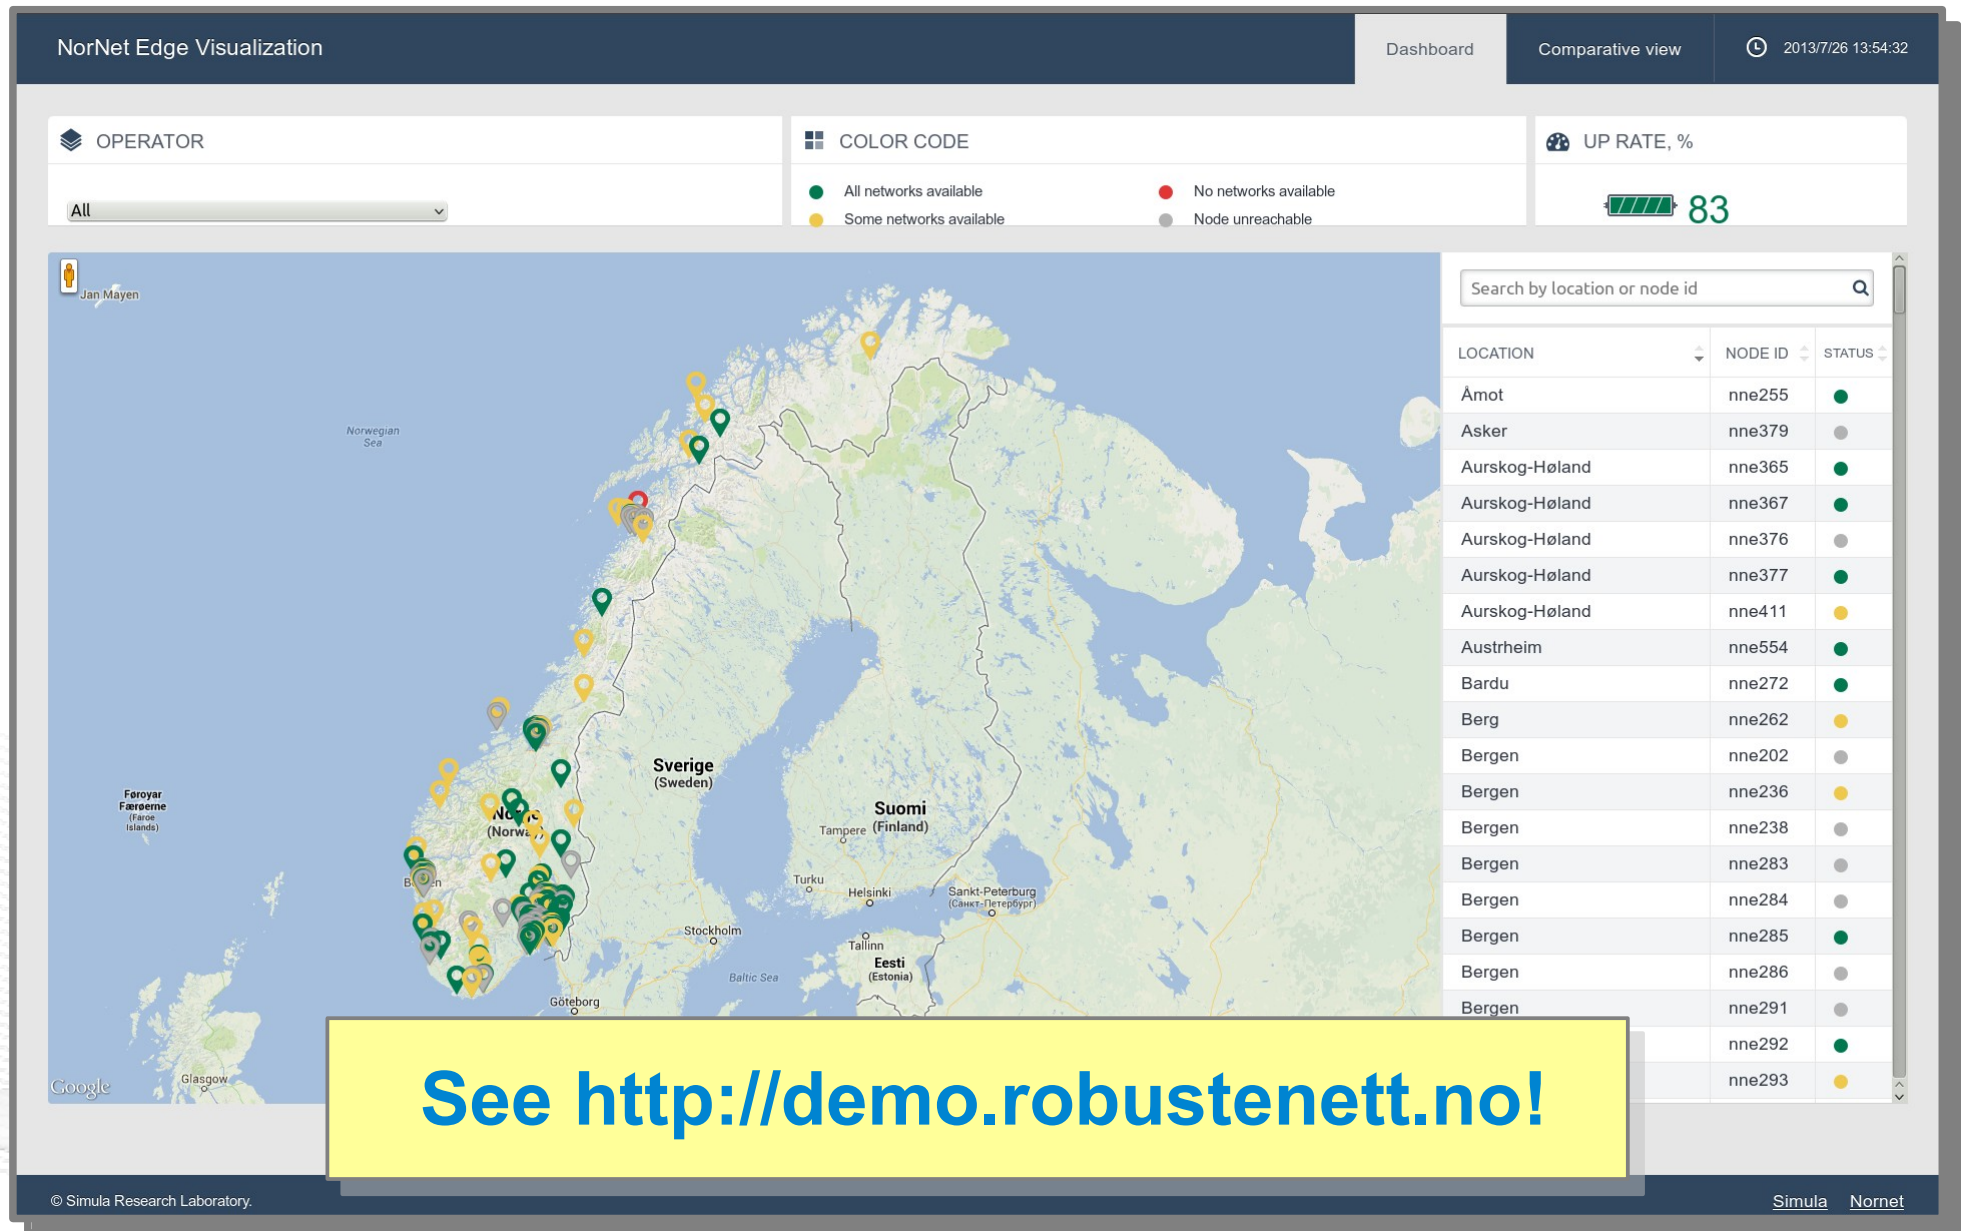 NorNet Edge Visualization
Dashboard
Comparative view
2013/7/26 13:54:32
OPERATOR
All
COLOR CODE
All networks available
No networks available
Some networks available
Node unreachable
UP RATE, %
83
Jan Mayen
Norwegian
Sea
Føroyar
Færøerne
(Faroe
Islands)
Sverige
(Sweden)
Suomi
(Finland)
Tampere
Turku
Helsinki
Sankt-Peterburg
(Санкт-Петербург)
Stockholm
Tallinn
Eesti
(Estonia)
Baltic Sea
Göteborg
Glasgow
Google
Search by location or node id
LOCATION NODE ID STATUS
Åmot nne255
Asker nne379
Aurskog-Høland nne365
Aurskog-Høland nne367
Aurskog-Høland nne376
Aurskog-Høland nne377
Aurskog-Høland nne411
Austrheim nne554
Bardu nne272
Berg nne262
Bergen nne202
Bergen nne236
Bergen nne238
Bergen nne283
Bergen nne284
Bergen nne285
Bergen nne286
Bergen nne291
nne292
nne293
See http://demo.robustenett.no!
© Simula Research Laboratory.
Simula Nornet